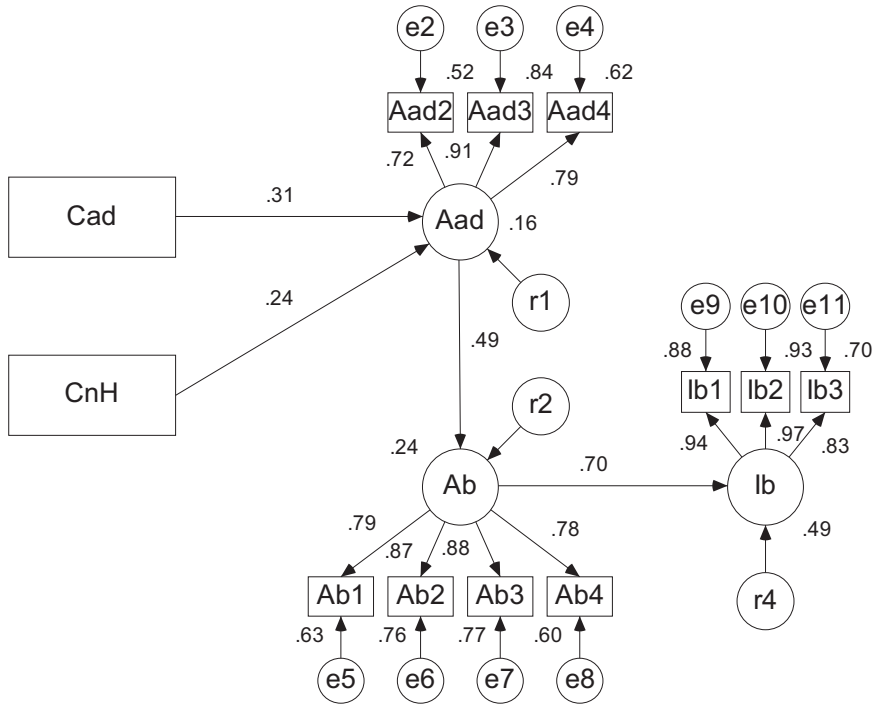 e2 e3 e4
.52 .84 .62
Aad2 Aad3 Aad4
.72 .91 .79
Cad .31 Aad .16
r1
.24
CnH
.49
e9 e10 e11
.88 .93 .70
Ib1 Ib2 Ib3
r2
.94 .97 .83
.24
Ab .70 Ib
.49
.79 .87 .88 .78
Ab1 Ab2 Ab3 Ab4
r4
.63 .76 .77 .60
e5 e6 e7 e8